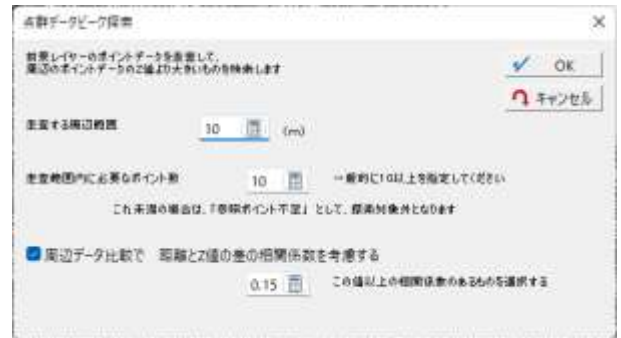 点群データピーク探索
背景レイヤーのポイントデータを走査して、
周辺のポイントデータのZ値より大きいものを検索します
OK
キャンセル
走査する周辺範囲 10 (m)
走査範囲内に必要なポイント数 10 一般的に10以上を指定してください
これ未満の場合は、「参照ポイント不足」として、探索対象外となります
周辺データ比較で 距離とZ値の差の相関係数を考慮する
0.15 この値以上の相関係数のあるものを選択する